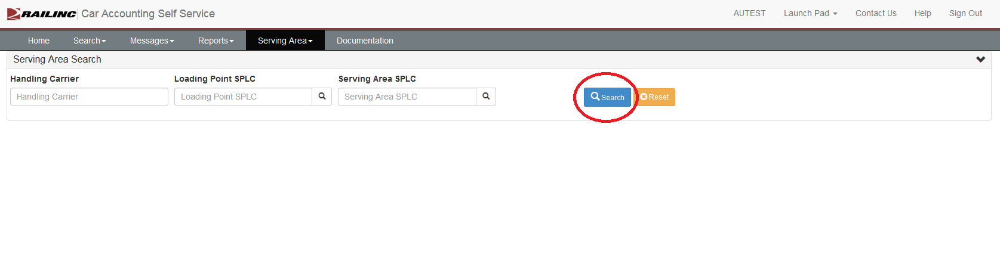 RAILINC Car Accounting Self Service AUTEST Launch Pad Contact Us Help Sign Out
Home Search Messages Reports Serving Area Documentation
Serving Area Search
Handling Carrier Loading Point SPLC Serving Area SPLC
Handling Carrier Loading Point SPLC Serving Area SPLC Search Reset